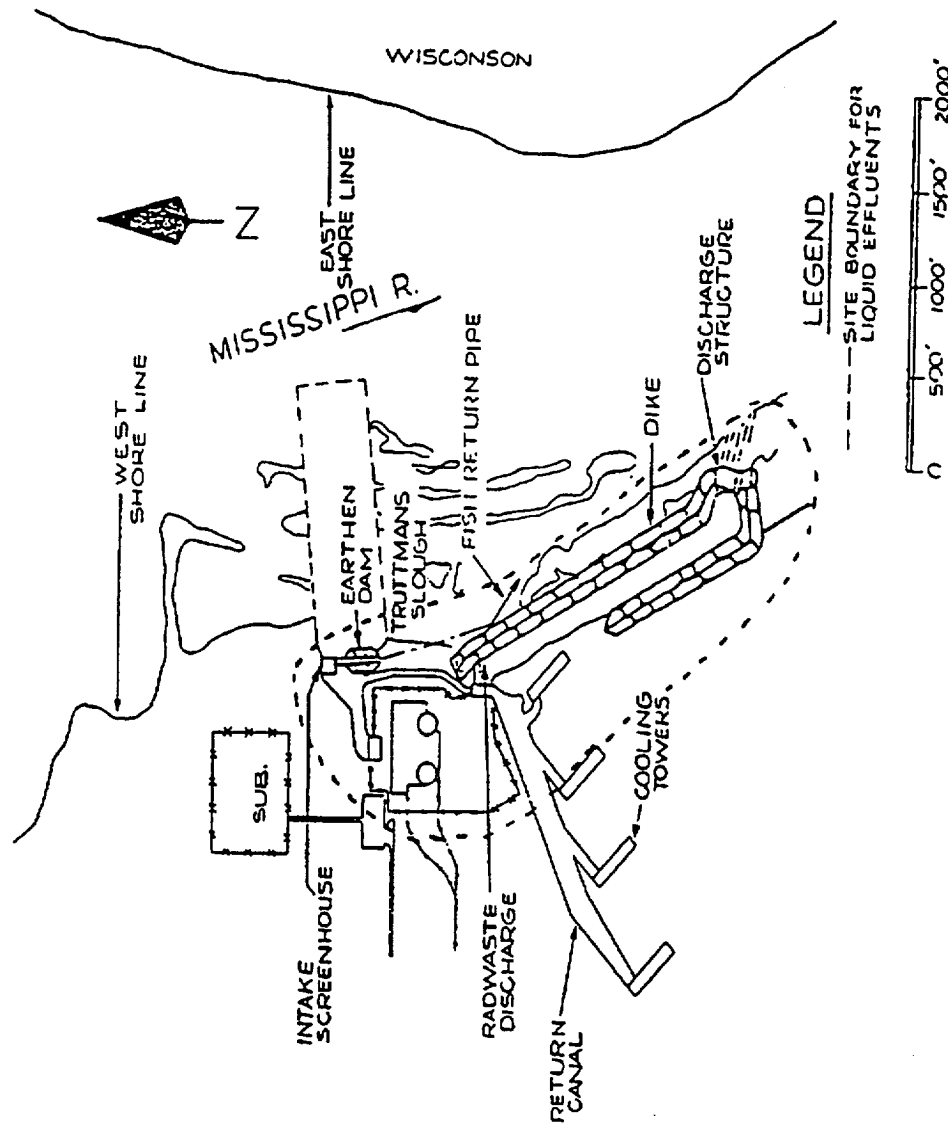 WISCONSON
EAST
SHORE LINE
N
MISSISSIPPI R.
WEST
SHORE LINE
EARTHEN
DAM
TRUTTMANS
SLOUGH
FISH RETURN PIPE
DIKE
DISCHARGE
STRUCTURE
SUB.
INTAKE
SCREENHOUSE
RADWASTE
DISCHARGE
COOLING
TOWERS
RETURN
CANAL
LEGEND
SITE BOUNDARY FOR
LIQUID EFFLUENTS
0 500' 1000' 1500' 2000'